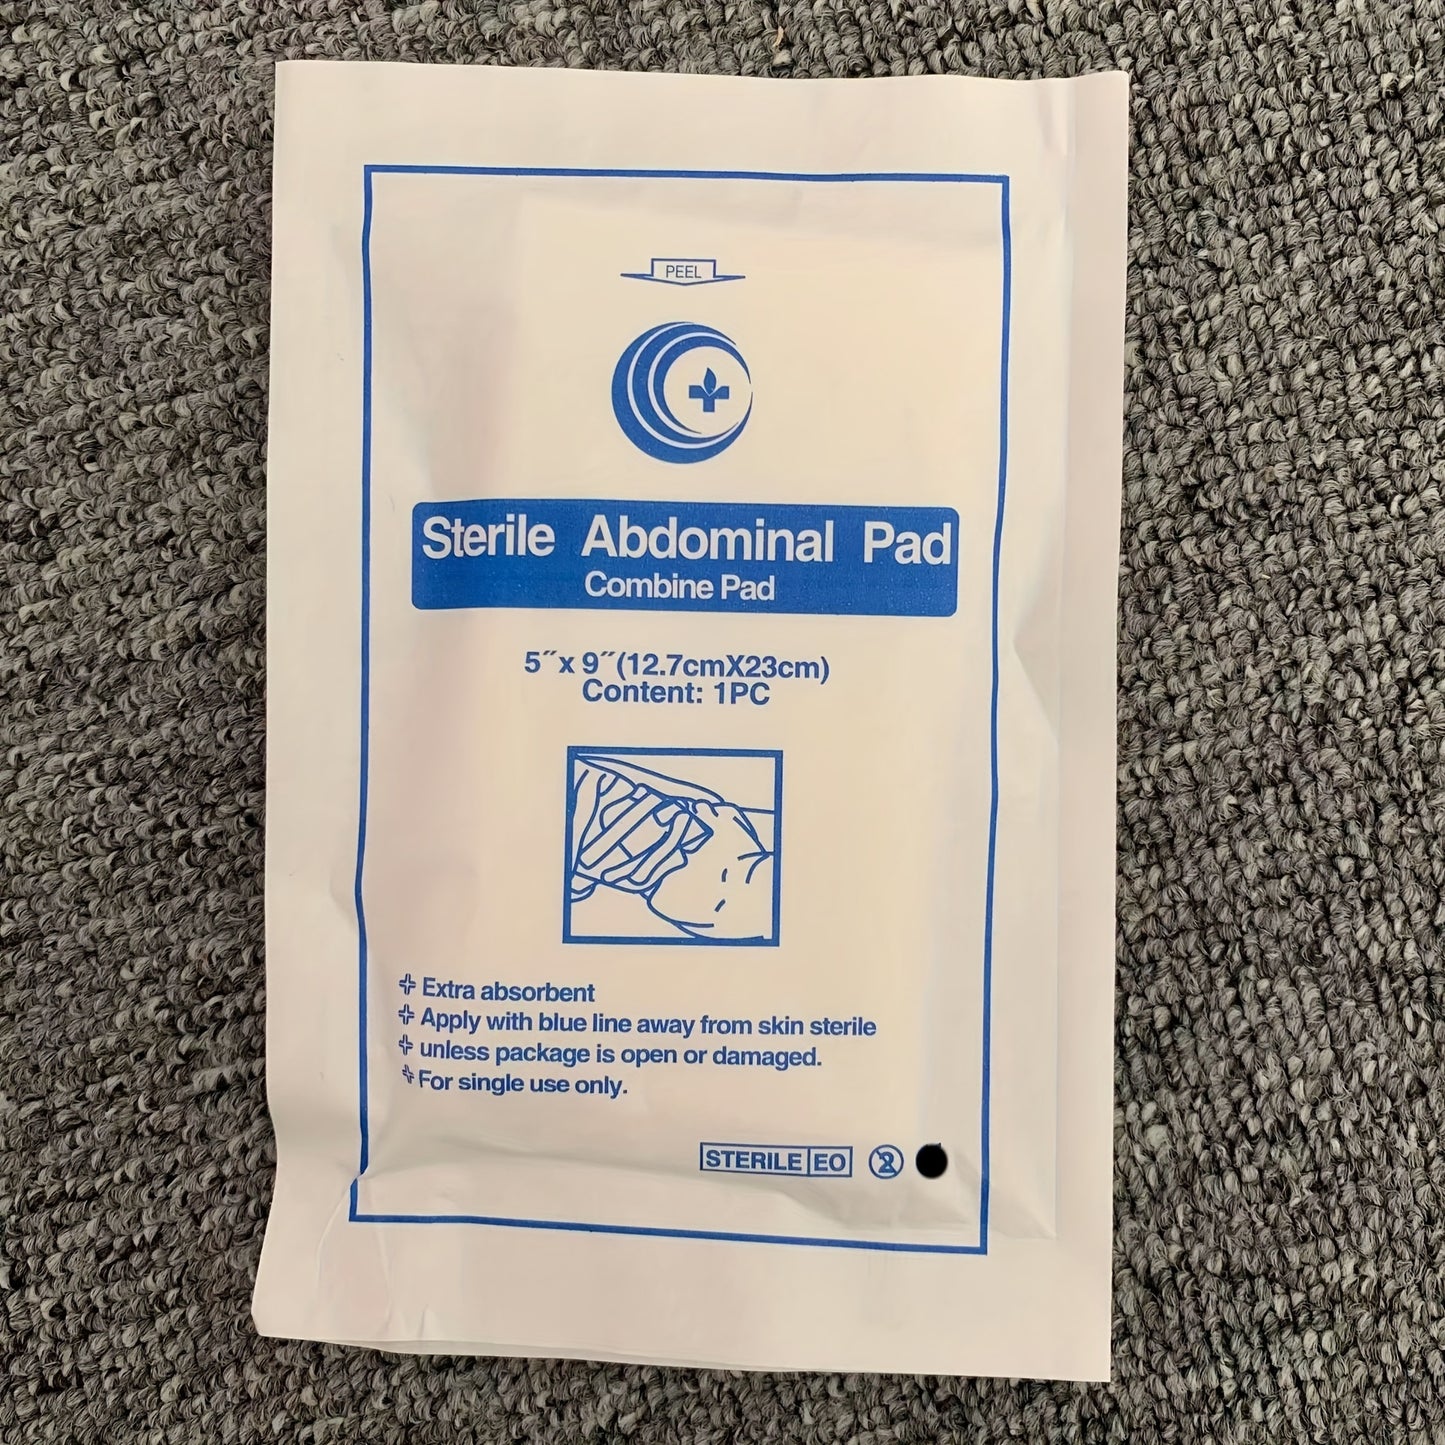 PEEL
Sterile Abdominal Pad
Combine Pad
5″x 9″(12.7cmX23cm)
Content: 1PC
Extra absorbent
Apply with blue line away from skin sterile
unless package is open or damaged.
For single use only.
STERILE EO 2